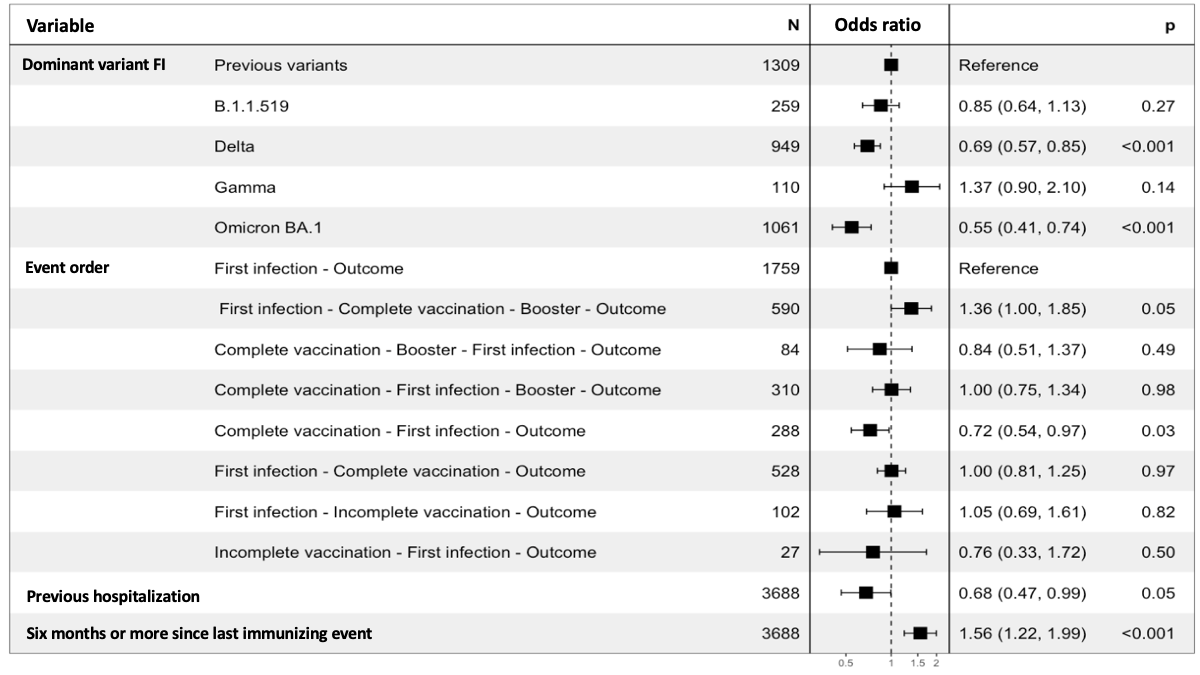 Variable N Odds ratio p
Dominant variant FI Previous variants 1309 Reference
B.1.1.519 259 0.85 (0.64, 1.13) 0.27
Delta 949 0.69 (0.57, 0.85) <0.001
Gamma 110 1.37 (0.90, 2.10) 0.14
Omicron BA.1 1061 0.55 (0.41, 0.74) <0.001
Event order First infection - Outcome 1759 Reference
First infection - Complete vaccination - Booster - Outcome 590 1.36 (1.00, 1.85) 0.05
Complete vaccination - Booster - First infection - Outcome 84 0.84 (0.51, 1.37) 0.49
Complete vaccination - First infection - Booster - Outcome 310 1.00 (0.75, 1.34) 0.98
Complete vaccination - First infection - Outcome 288 0.72 (0.54, 0.97) 0.03
First infection - Complete vaccination - Outcome 528 1.00 (0.81, 1.25) 0.97
First infection - Incomplete vaccination - Outcome 102 1.05 (0.69, 1.61) 0.82
Incomplete vaccination - First infection - Outcome 27 0.76 (0.33, 1.72) 0.50
Previous hospitalization 3688 0.68 (0.47, 0.99) 0.05
Six months or more since last immunizing event 3688 1.56 (1.22, 1.99) <0.001
0.5 1 1.5 2